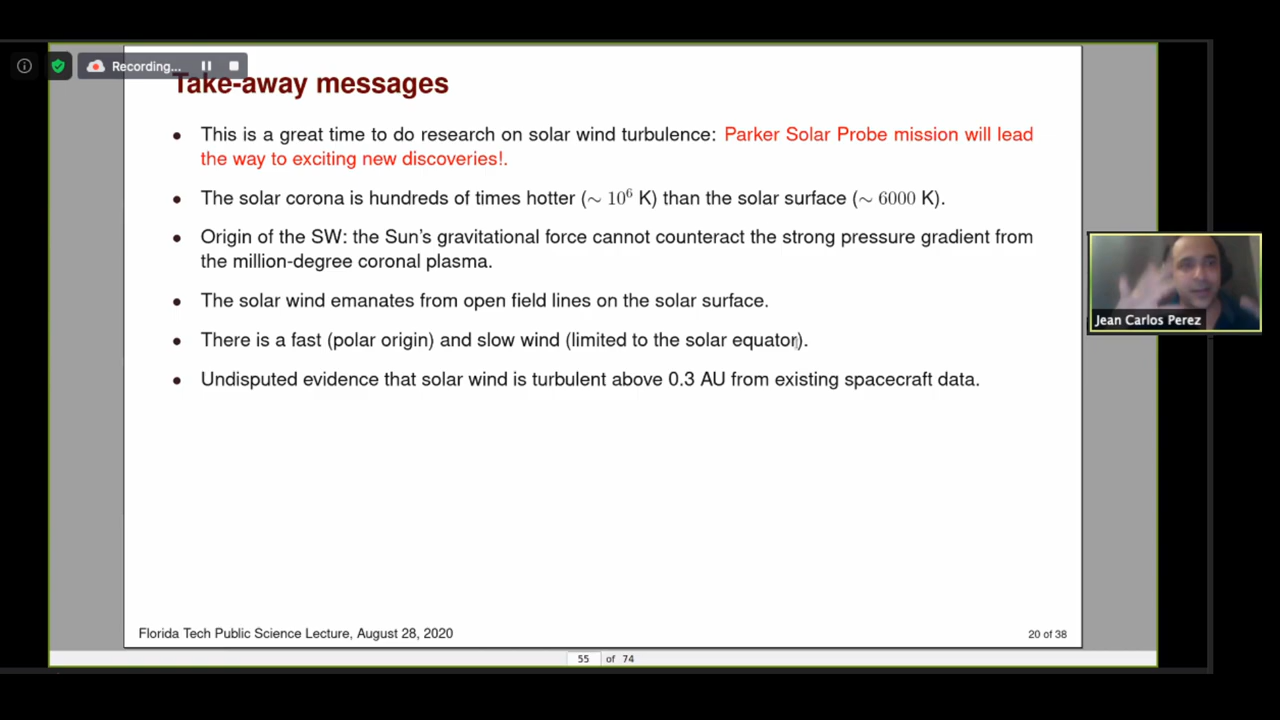 Recording...
Take-away messages
• This is a great time to do research on solar wind turbulence: Parker Solar Probe mission will lead
the way to exciting new discoveries!.
• The solar corona is hundreds of times hotter (∼ 10⁶ K) than the solar surface (∼ 6000 K).
• Origin of the SW: the Sun's gravitational force cannot counteract the strong pressure gradient from
the million-degree coronal plasma.
• The solar wind emanates from open field lines on the solar surface.
• There is a fast (polar origin) and slow wind (limited to the solar equator).
• Undisputed evidence that solar wind is turbulent above 0.3 AU from existing spacecraft data.
Jean Carlos Perez
Florida Tech Public Science Lecture, August 28, 2020
20 of 38
55 of 74